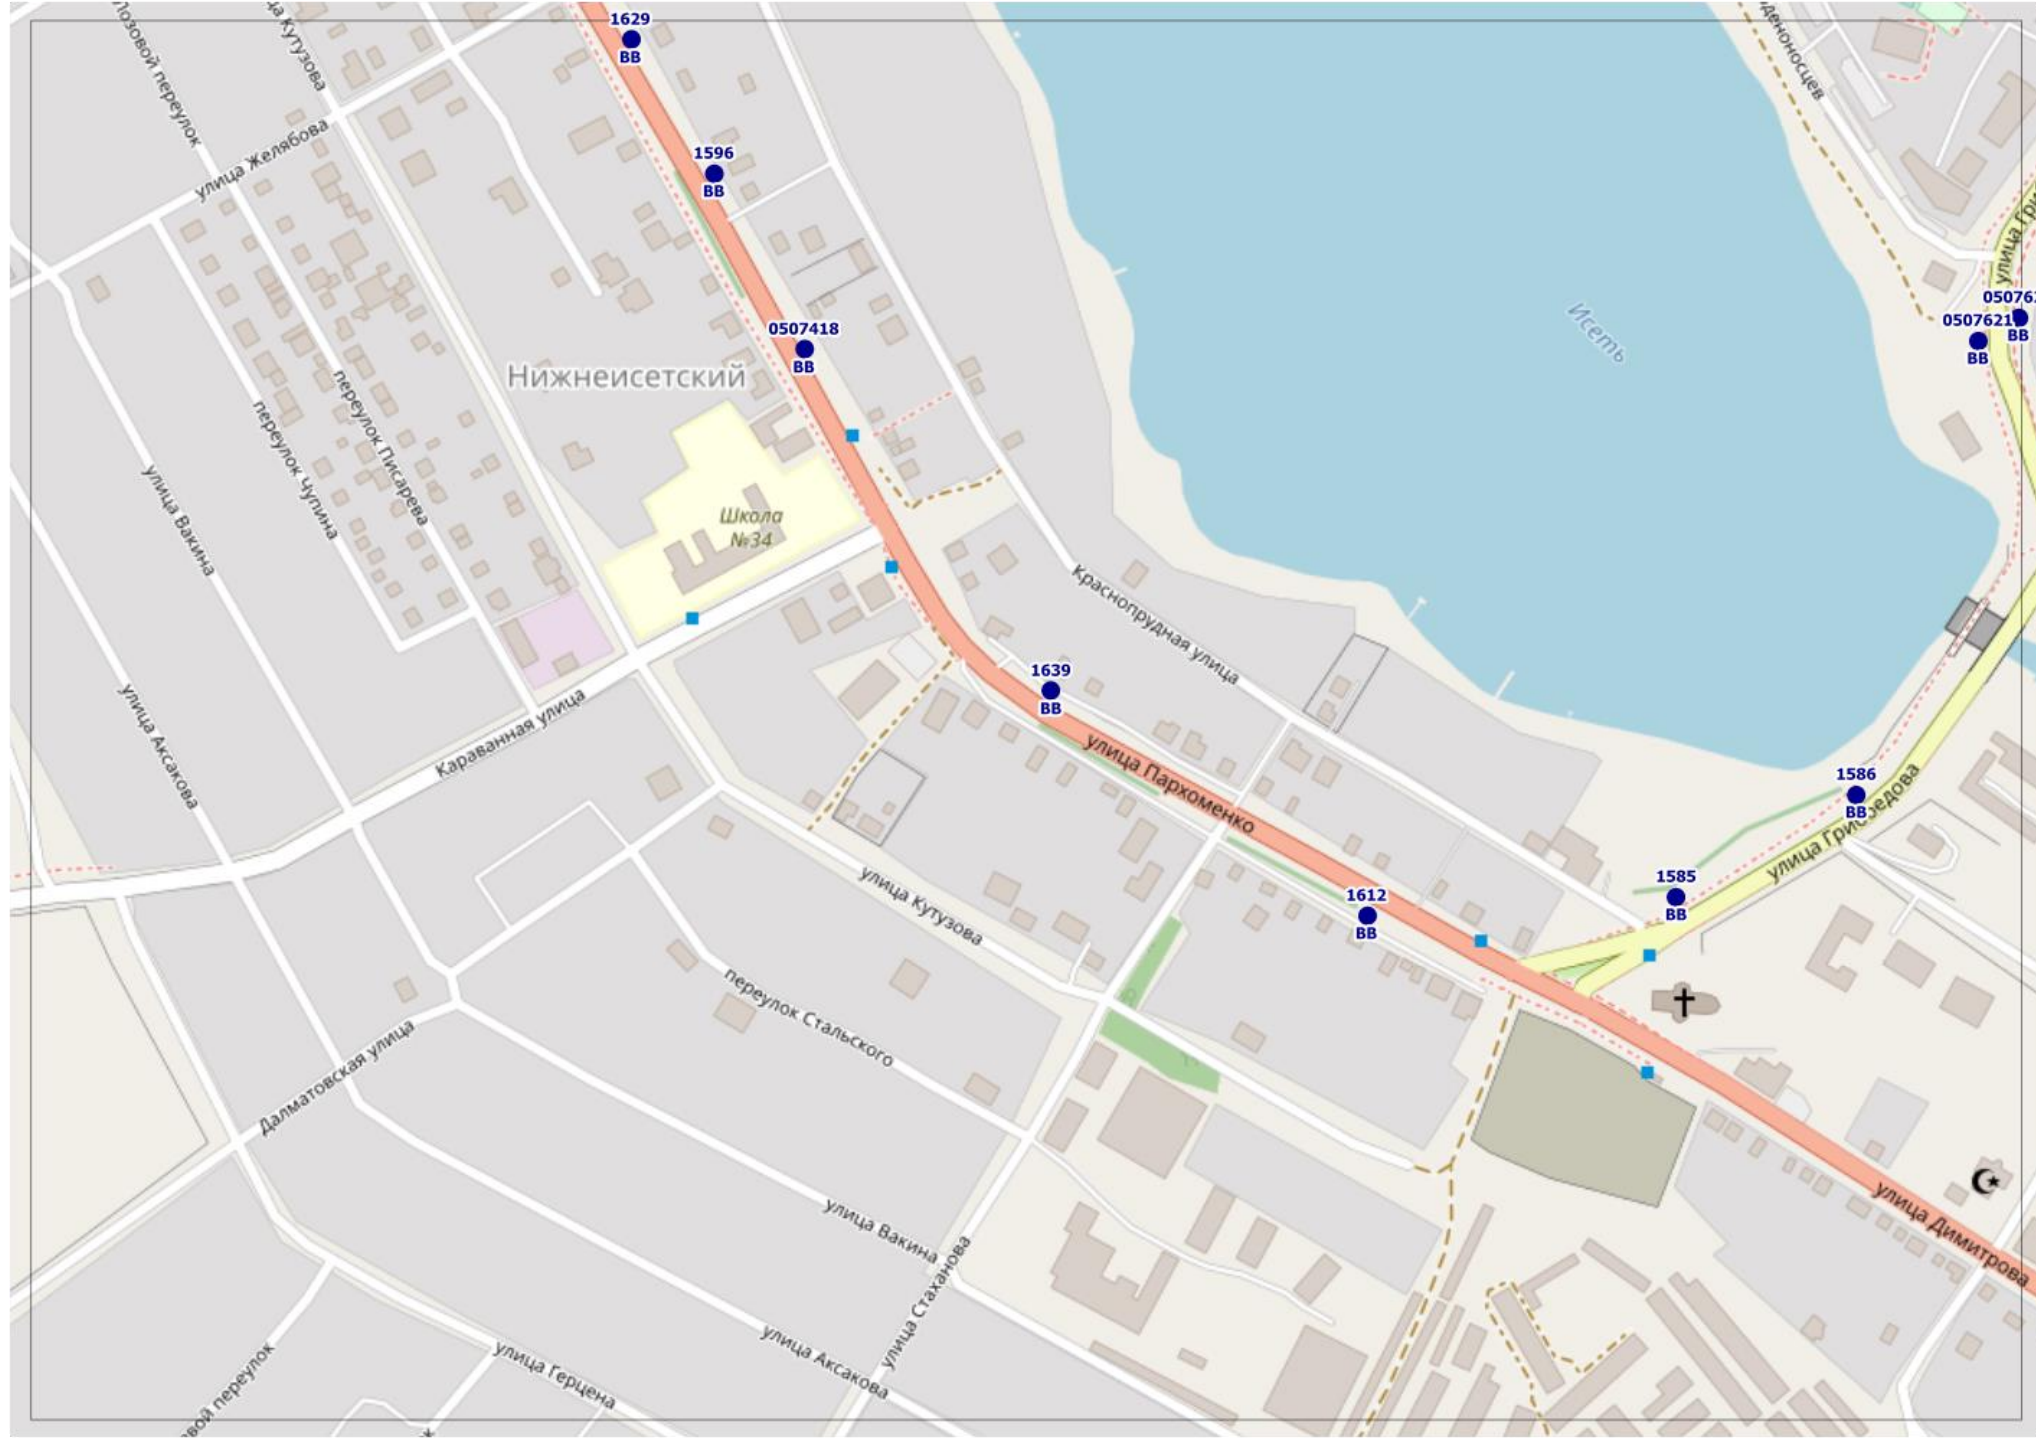 1629
BB
улица Желябова
1596
BB
0507418
BB
Нижнеисетский
Исеть
0507621
BB
BB
переулок Писарева
переулок Чупина
улица Вакина
Школа
№34
Краснопрудная улица
1639
BB
улица Аксакова
Караванная улица
улица Пархоменко
1586
BB
улица Грибоедова
1585
BB
1612
BB
улица Кутузова
переулок Стальского
Далматовская улица
улица Вакина
улица Димитрова
улица Стаханова
улица Аксакова
улица Герцена